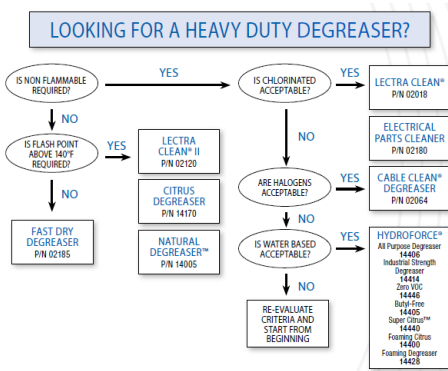 LOOKING FOR A HEAVY DUTY DEGREASER?
IS NON FLAMMABLE
REQUIRED?
YES
IS CHLORINATED
ACCEPTABLE?
YES
LECTRA CLEAN®
P/N 02018
ELECTRICAL
PARTS CLEANER
P/N 02180
NO
IS FLASH POINT
ABOVE 140°F
REQUIRED?
YES
LECTRA
CLEAN® II
P/N 02120
CITRUS
DEGREASER
P/N 14170
NATURAL
DEGREASER™
P/N 14005
NO
FAST DRY
DEGREASER
P/N 02185
NO
ARE HALOGENS
ACCEPTABLE?
YES
CABLE CLEAN®
DEGREASER
P/N 02064
NO
IS WATER BASED
ACCEPTABLE?
YES
HYDROFORCE®
All Purpose Degreaser
14406
Industrial Strength
Degreaser
14414
Zero VOC
14446
Butyl-Free
14405
Super Citrus™
14440
Foaming Citrus
14400
Foaming Degreaser
14428
NO
RE-EVALUATE
CRITERIA AND
START FROM
BEGINNING